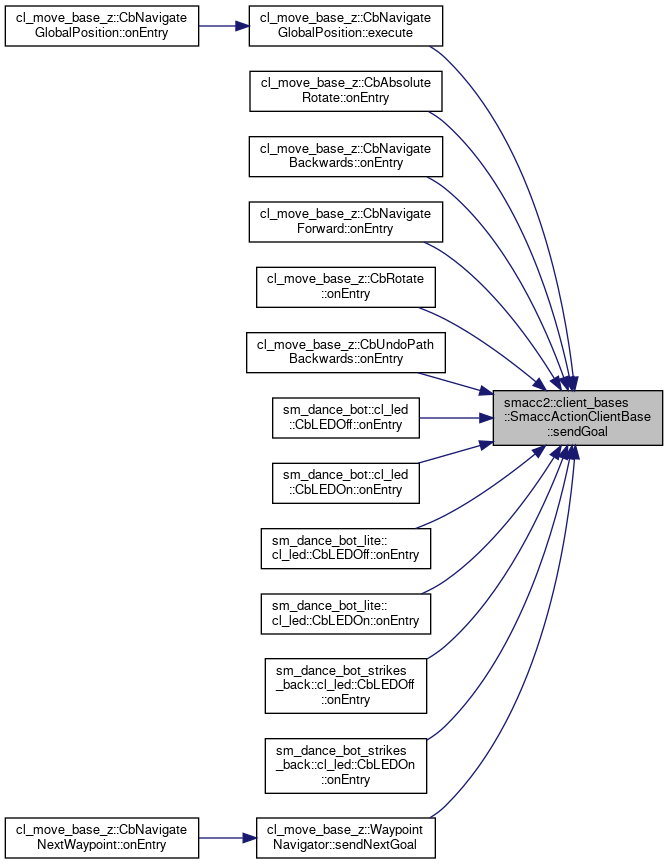 cl_move_base_z::CbNavigate
GlobalPosition::onEntry
cl_move_base_z::CbNavigate
GlobalPosition::execute
cl_move_base_z::CbAbsolute
Rotate::onEntry
cl_move_base_z::CbNavigate
Backwards::onEntry
cl_move_base_z::CbNavigate
Forward::onEntry
cl_move_base_z::CbRotate
::onEntry
cl_move_base_z::CbUndoPath
Backwards::onEntry
smacc2::client_bases
::SmaccActionClientBase
::sendGoal
sm_dance_bot::cl_led
::CbLEDOff::onEntry
sm_dance_bot::cl_led
::CbLEDOn::onEntry
sm_dance_bot_lite::
cl_led::CbLEDOff::onEntry
sm_dance_bot_lite::
cl_led::CbLEDOn::onEntry
sm_dance_bot_strikes
_back::cl_led::CbLEDOff
::onEntry
sm_dance_bot_strikes
_back::cl_led::CbLEDOn
::onEntry
cl_move_base_z::CbNavigate
NextWaypoint::onEntry
cl_move_base_z::Waypoint
Navigator::sendNextGoal